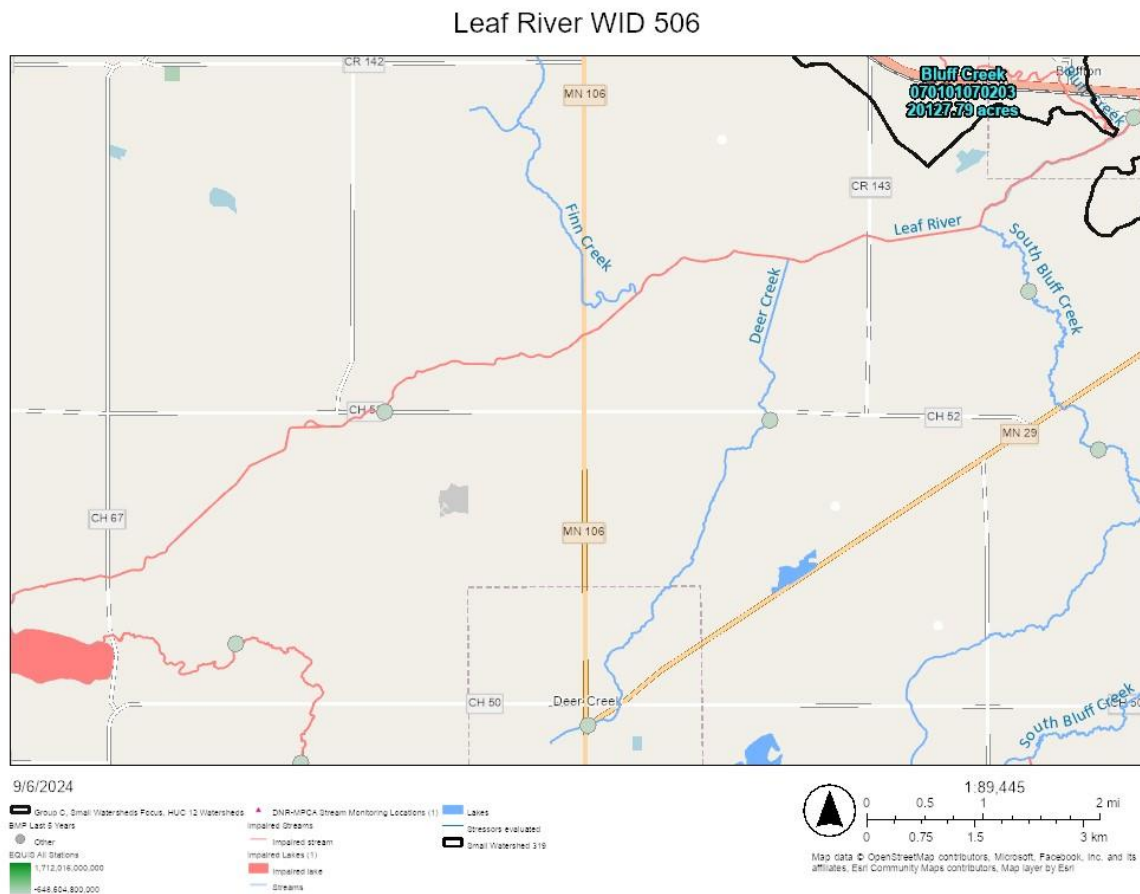 Leaf River WID 506
CR 142
MN 106
Bluff Creek
070101070203
20127.79 acres
Bluffton
Bluff Creek
CR 143
Finn Creek
Leaf River
South Bluff Creek
Deer Creek
CH 52
MN 29
CH 67
MN 106
CH 50
Deer Creek
South Bluff Creek
9/6/2024
Group C, Small Watersheds Focus, HUC 12 Watersheds
BMP Last 5 Years
Other
EQUIS All Stations
1,712,016,000,000
DNR-MPCA Stream Monitoring Locations (1)
Impaired Streams
Impaired stream
Impaired Lakes (1)
Impaired lake
Streams
Lakes
Stressors evaluated
Small Watershed 319
1:89,445
0 0.5 1 2 mi
0 0.75 1.5 3 km
Map data © OpenStreetMap contributors, Microsoft, Facebook, Inc. and its
affiliates, Esri Community Maps contributors, Map layer by Esri